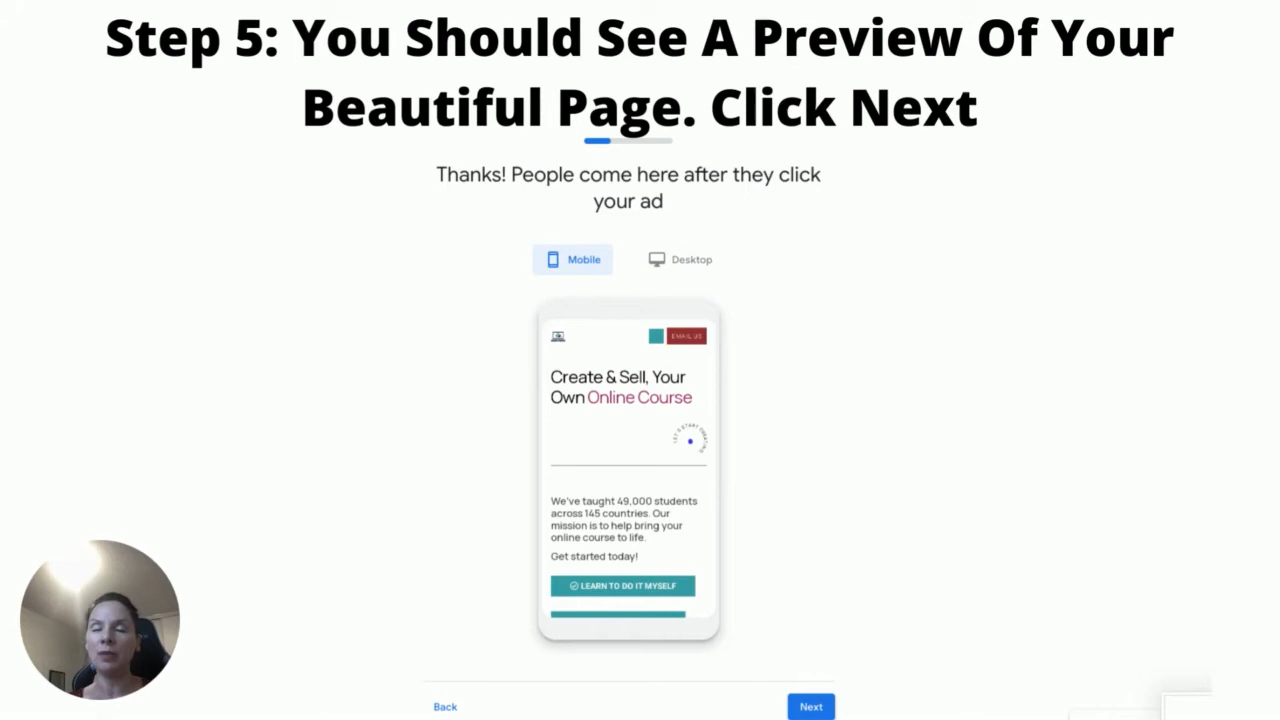 Step 5: You Should See A Preview Of Your
Beautiful Page. Click Next
Thanks! People come here after they click
your ad
Mobile
Desktop
EMAIL US
Create & Sell, Your
Own Online Course
LET'S START CREATING
We've taught 49,000 students
across 145 countries. Our
mission is to help bring your
online course to life.
Get started today!
LEARN TO DO IT MYSELF
Back
Next